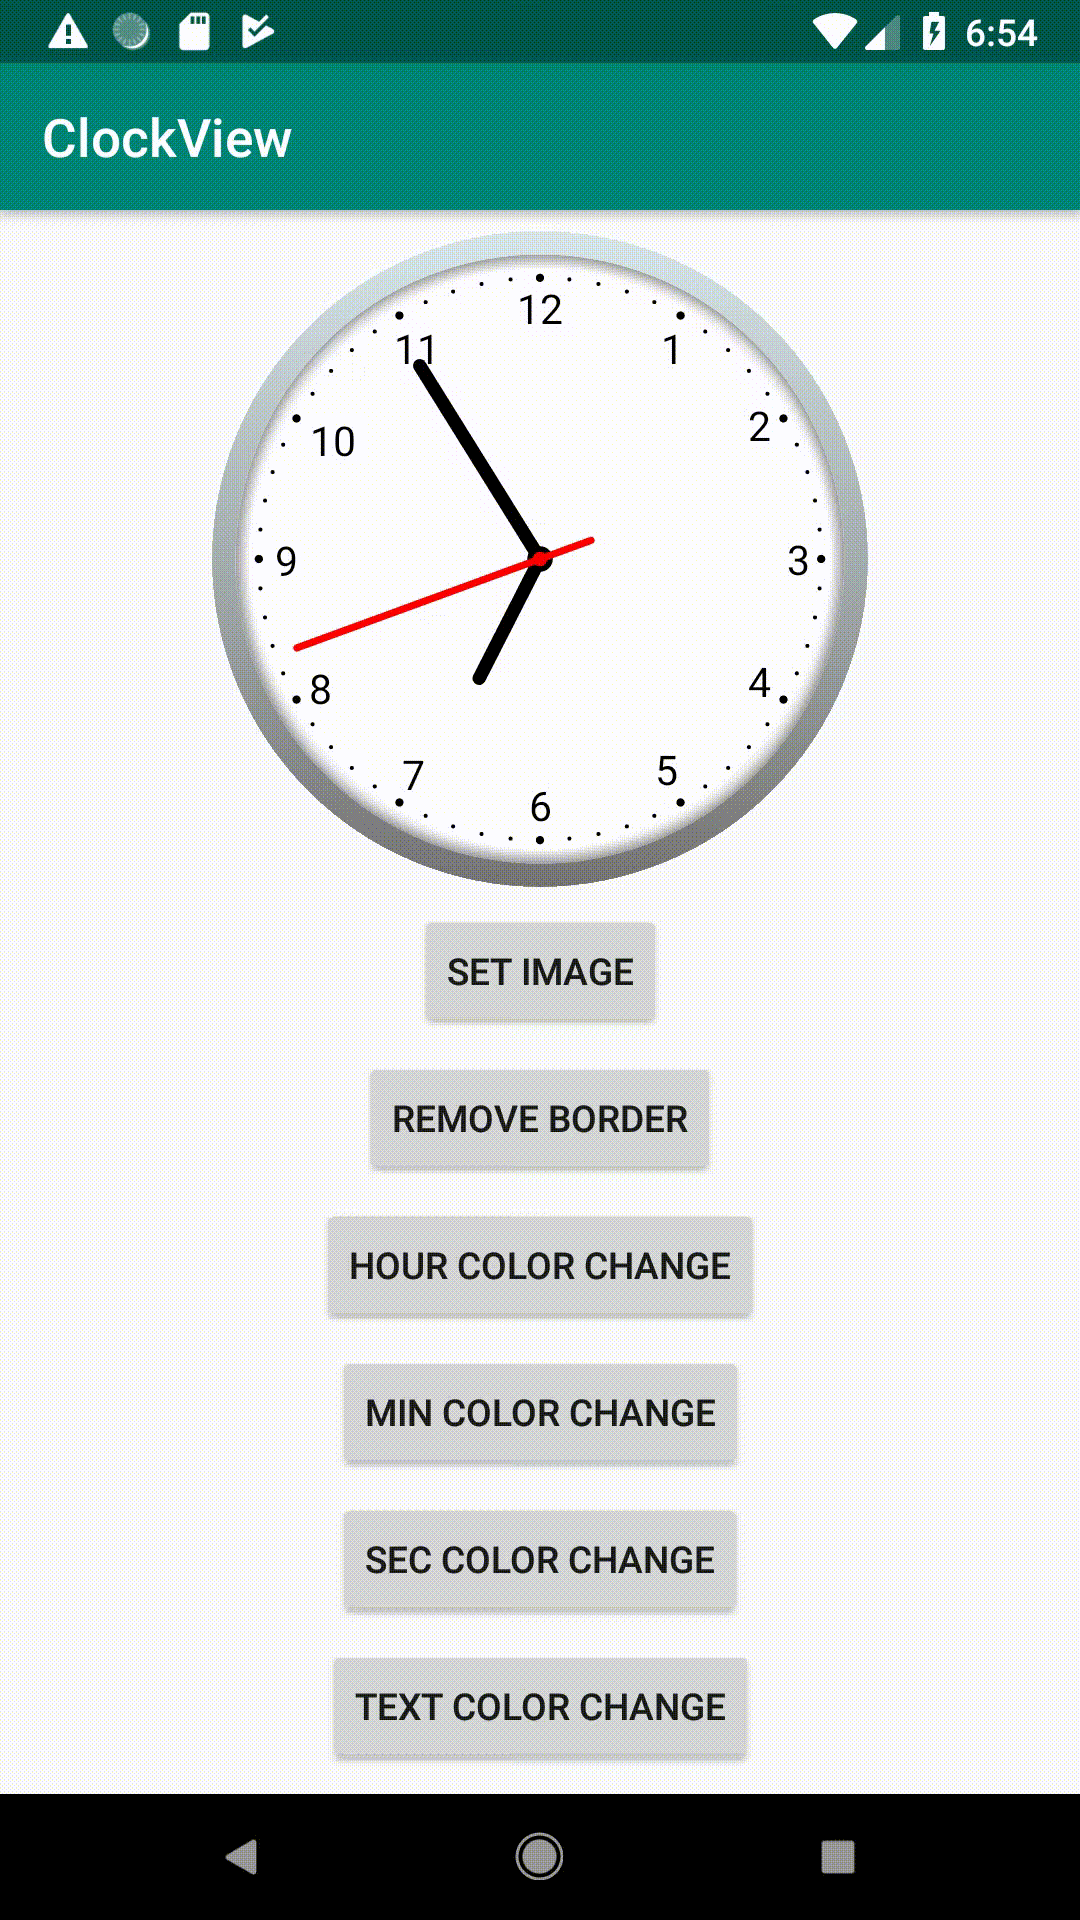 6:54
ClockView
12
11
1
10
2
9
3
8
4
7
5
6
SET IMAGE
REMOVE BORDER
HOUR COLOR CHANGE
MIN COLOR CHANGE
SEC COLOR CHANGE
TEXT COLOR CHANGE